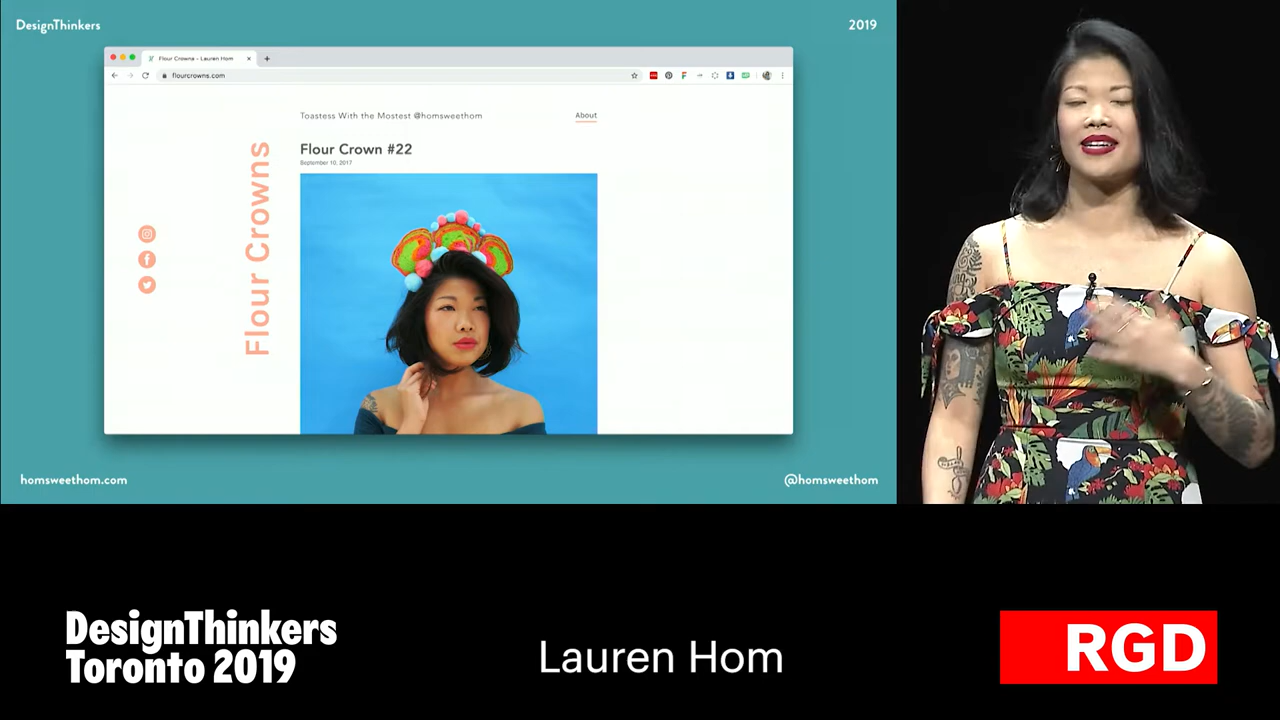 DesignThinkers
2019
Flour Crowns - Lauren Hom
flourcrowns.com
Toastess With the Mostest @homsweethom
About
Flour Crown #22
September 10, 2017
Flour Crowns
homsweethom.com
@homsweethom
DesignThinkers
Toronto 2019
Lauren Hom
RGD